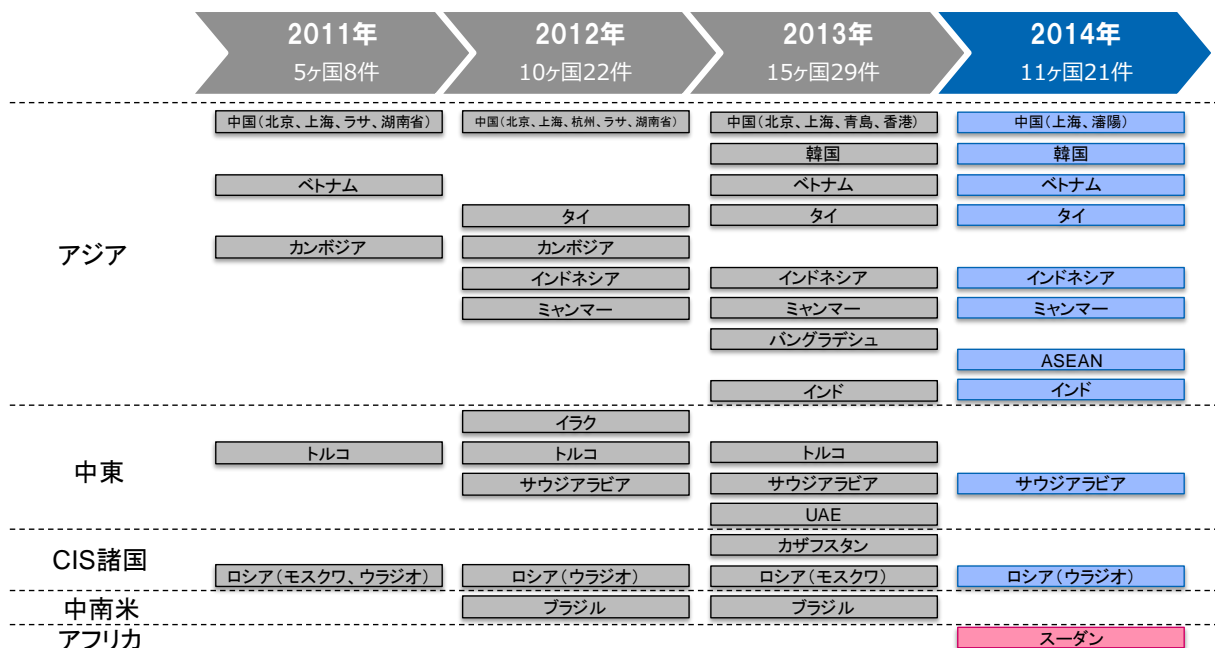 2011年 2012年 2013年 2014年
5ヶ国8件 10ヶ国22件 15ヶ国29件 11ヶ国21件
アジア
中国(北京、上海、ラサ、湖南省) 中国(北京、上海、杭州、ラサ、湖南省) 中国(北京、上海、青島、香港) 中国(上海、瀋陽)
韓国 韓国
ベトナム ベトナム ベトナム
タイ タイ タイ
カンボジア カンボジア
インドネシア インドネシア インドネシア
ミャンマー ミャンマー ミャンマー
バングラデシュ
ASEAN
インド インド
中東
イラク
トルコ トルコ トルコ
サウジアラビア サウジアラビア サウジアラビア
UAE
CIS諸国
カザフスタン
ロシア(モスクワ、ウラジオ) ロシア(ウラジオ) ロシア(モスクワ) ロシア(ウラジオ)
中南米 ブラジル ブラジル
アフリカ スーダン